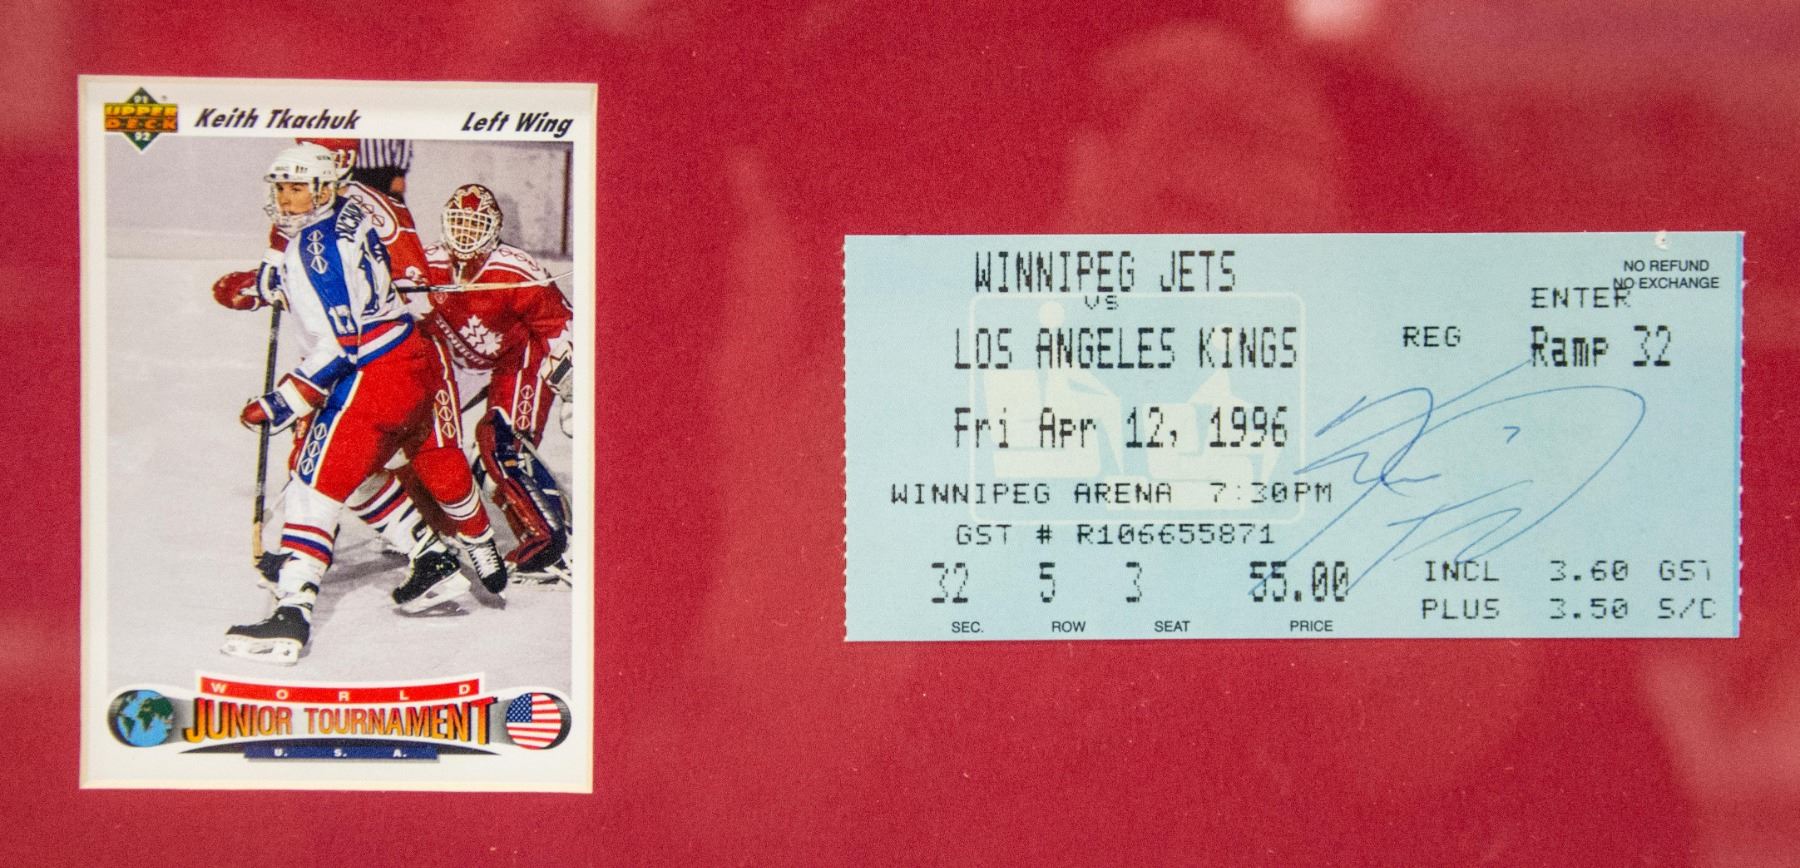 91
UPPER
DECK
92
Keith Tkachuk
Left Wing
17
WORLD
JUNIOR TOURNAMENT
U. S. A.
WINNIPEG JETS
VS
LOS ANGELES KINGS
Fri Apr 12, 1996
WINNIPEG ARENA 7:30PM
GST # R106655871
32 5 3 55.00
SEC. ROW SEAT PRICE
NO REFUND
NO EXCHANGE
ENTER
REG Ramp 32
INCL 3.60 GST
PLUS 3.50 S/C